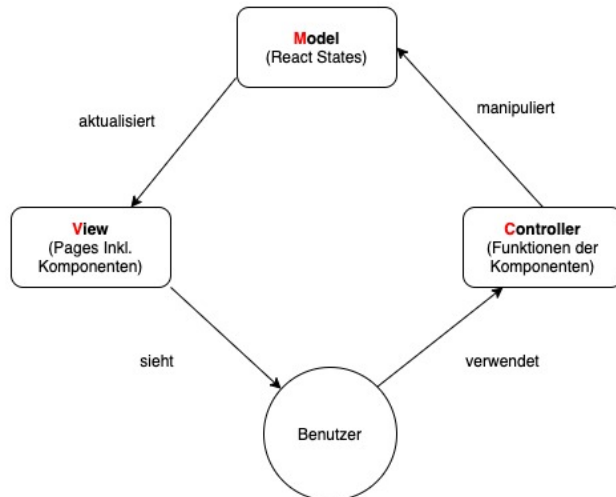 Model
(React States)
aktualisiert
manipuliert
View
(Pages Inkl.
Komponenten)
Controller
(Funktionen der
Komponenten)
sieht
verwendet
Benutzer